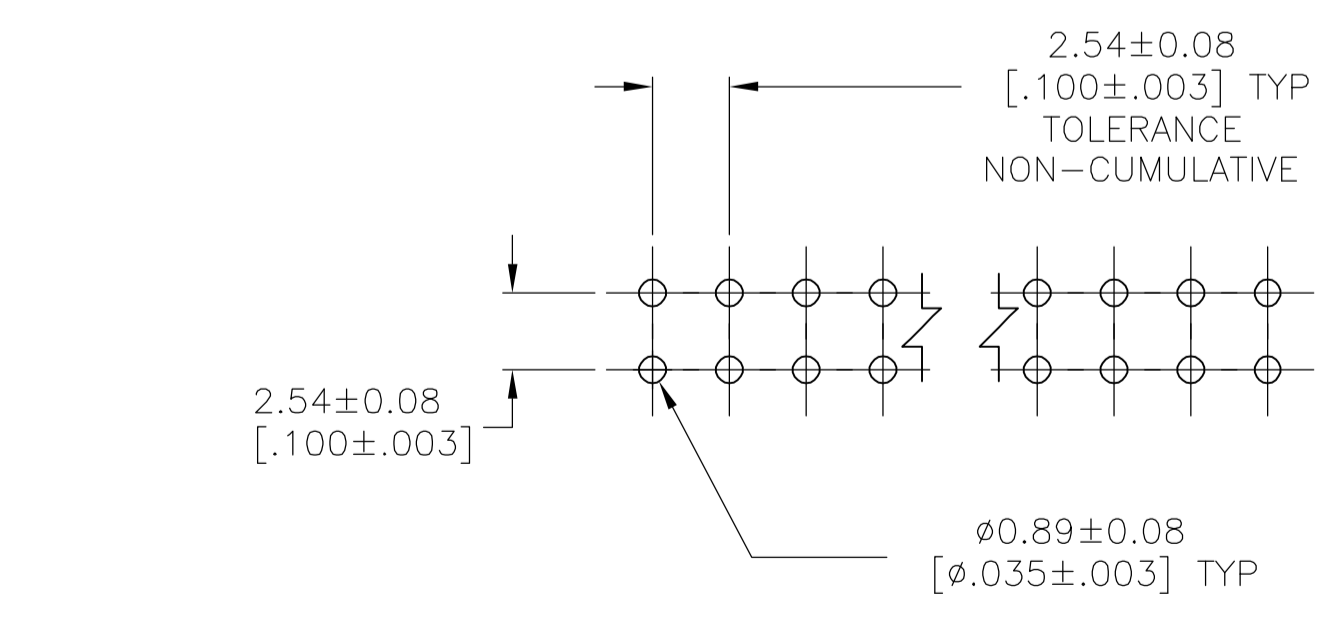 2.54±0.08
[.100±.003] TYP
TOLERANCE
NON-CUMULATIVE
2.54±0.08
[.100±.003]
⌀0.89±0.08
[⌀.035±.003] TYP